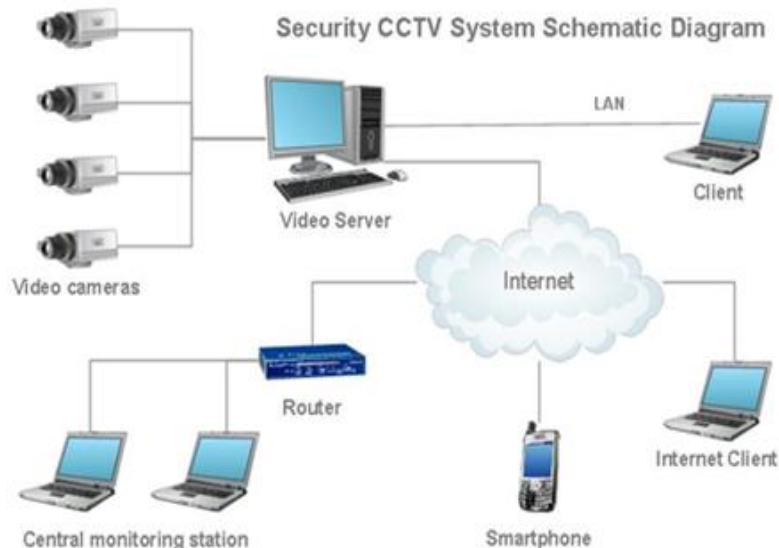 Security CCTV System Schematic Diagram
LAN
Client
Video Server
Video cameras
Internet
Router
Internet Client
Central monitoring station
Smartphone